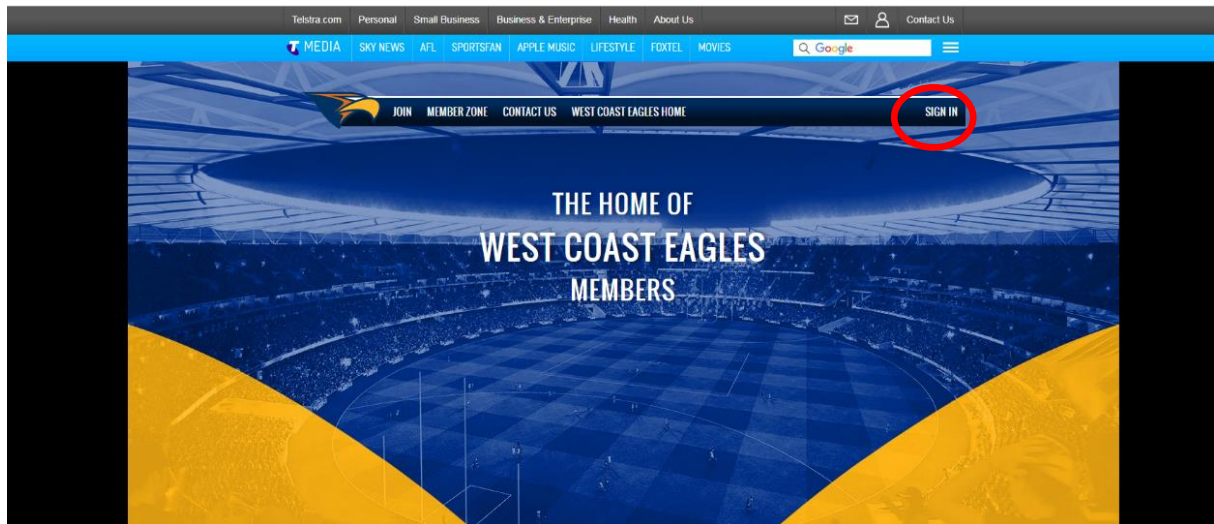 Telstra.com Personal Small Business Business & Enterprise Health About Us Contact Us
T MEDIA SKY NEWS AFL SPORTSFAN APPLE MUSIC LIFESTYLE FOXTEL MOVIES Google
JOIN MEMBER ZONE CONTACT US WEST COAST EAGLES HOME SIGN IN
THE HOME OF
WEST COAST EAGLES
MEMBERS